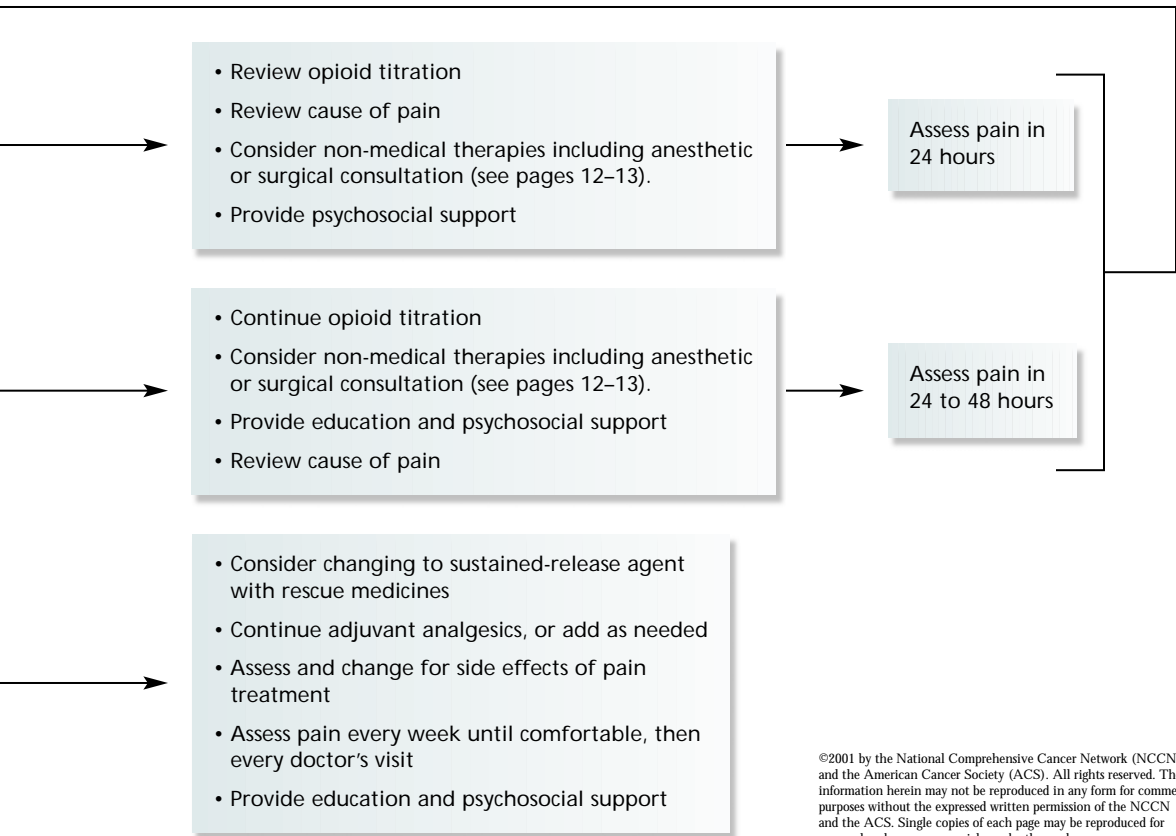 • Review opioid titration
• Review cause of pain
• Consider non-medical therapies including anesthetic
or surgical consultation (see pages 12–13).
• Provide psychosocial support
Assess pain in
24 hours
• Continue opioid titration
• Consider non-medical therapies including anesthetic
or surgical consultation (see pages 12–13).
• Provide education and psychosocial support
• Review cause of pain
Assess pain in
24 to 48 hours
• Consider changing to sustained-release agent
with rescue medicines
• Continue adjuvant analgesics, or add as needed
• Assess and change for side effects of pain
treatment
• Assess pain every week until comfortable, then
every doctor's visit
• Provide education and psychosocial support
©2001 by the National Comprehensive Cancer Network (NCCN
and the American Cancer Society (ACS). All rights reserved. Th
information herein may not be reproduced in any form for comme
purposes without the expressed written permission of the NCCN
and the ACS. Single copies of each page may be reproduced for